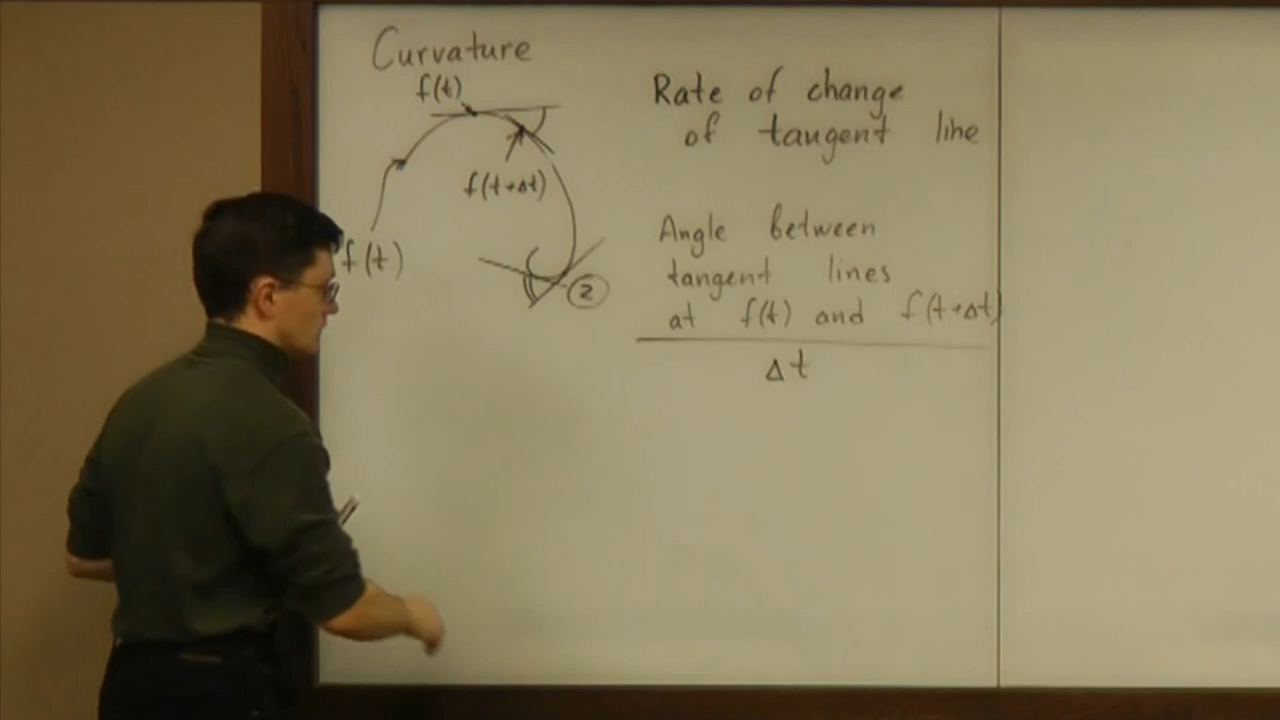 Curvature
f(t)
f(t+Δt)
f(t)
2
Rate of change
of tangent line
Angle between
tangent lines
at f(t) and f(t+Δt)
Δt